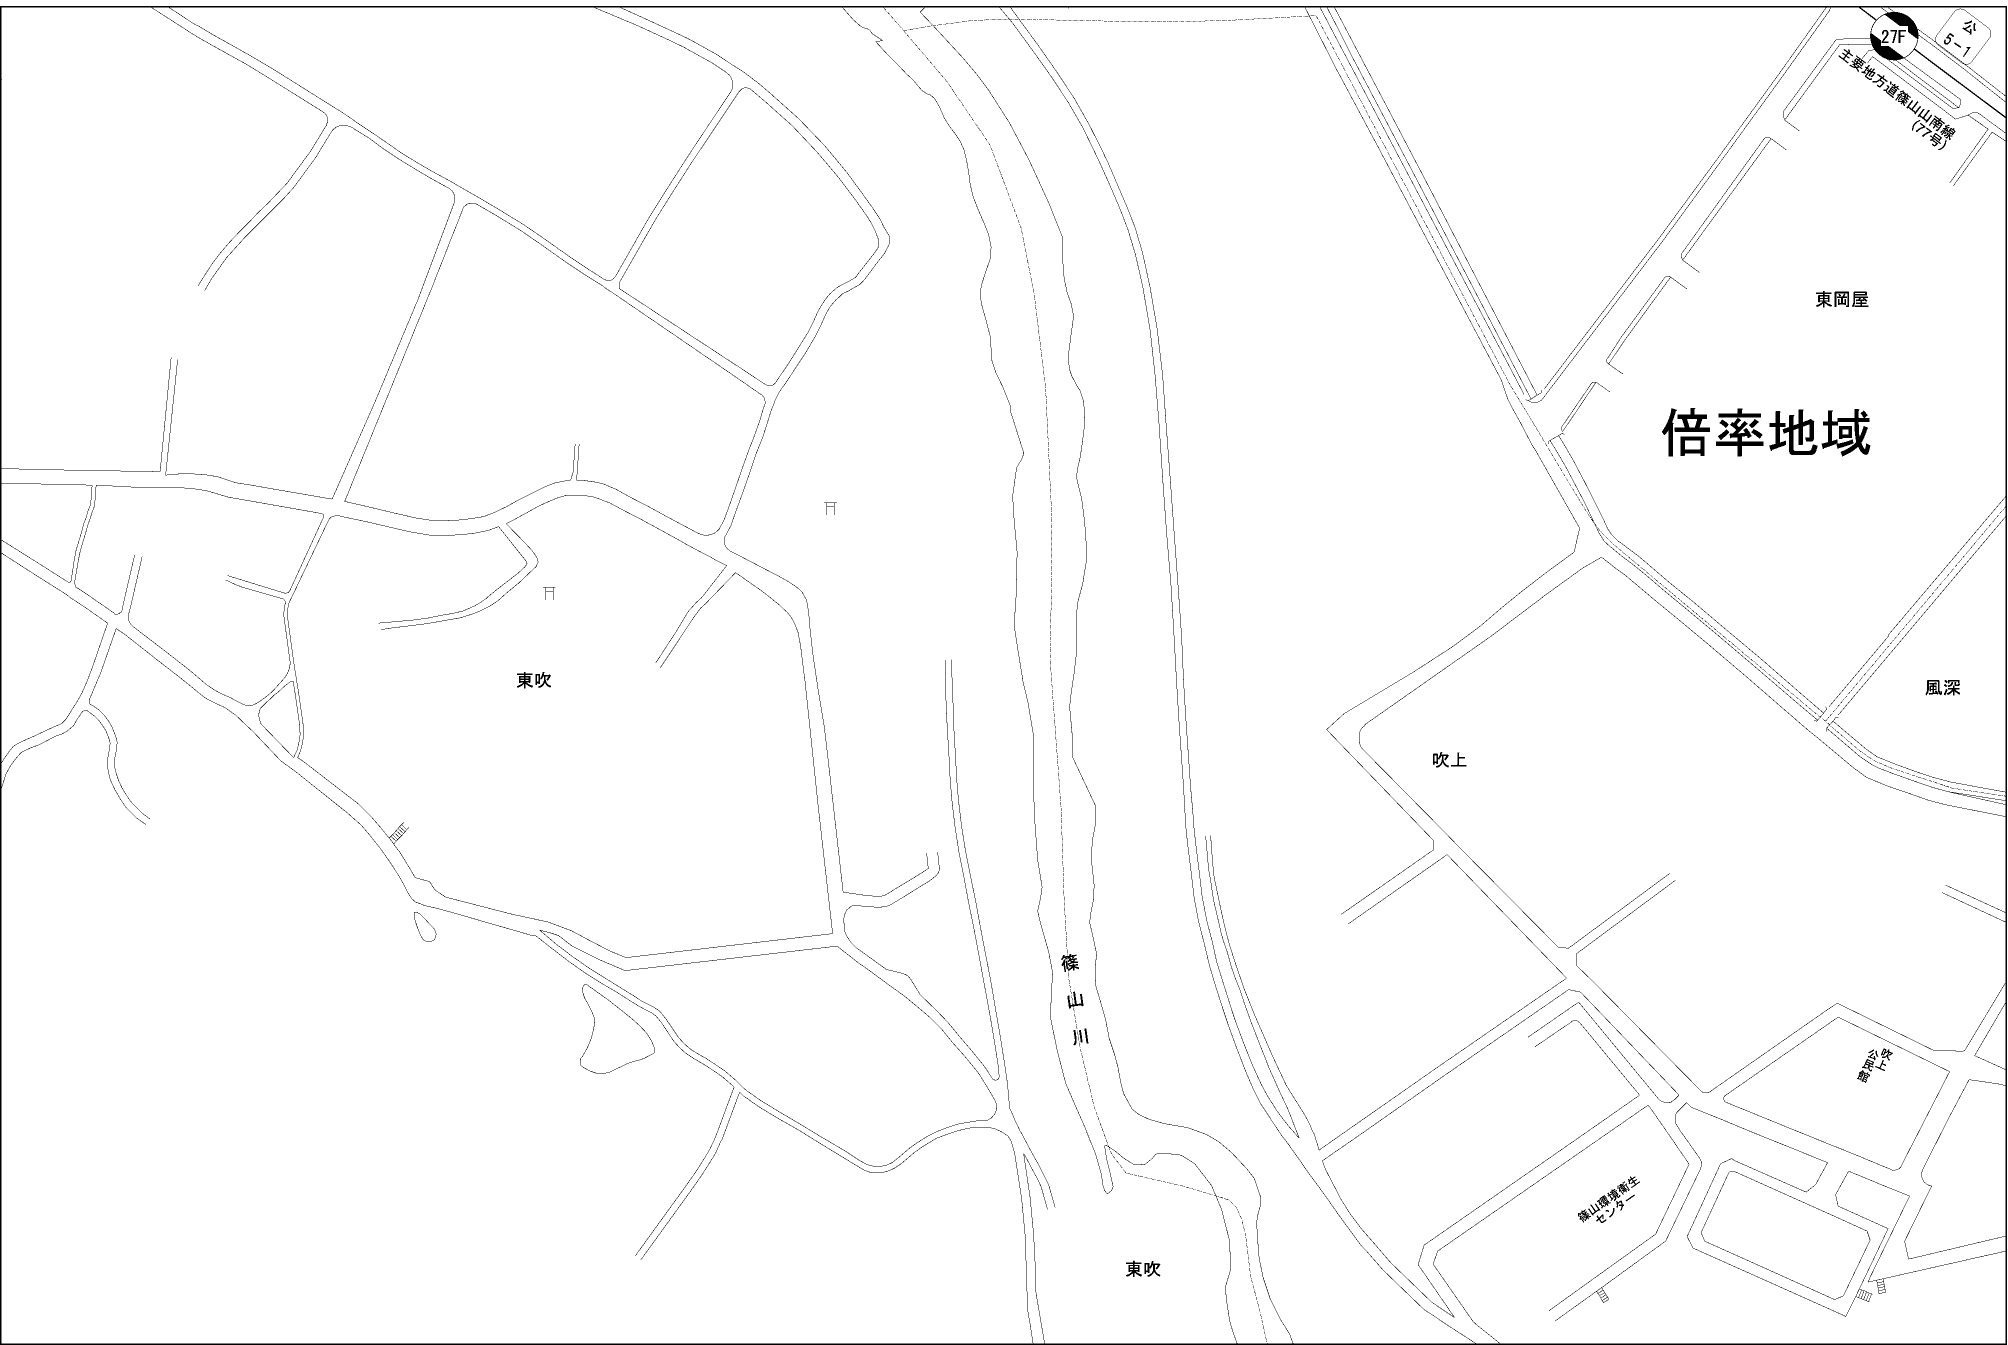 27F
公
5-1
主要地方道篠山山南線
(77号)
東岡屋
倍率地域
東吹
風深
吹上
篠山川
吹上
公民館
篠山環境衛生
センター
東吹